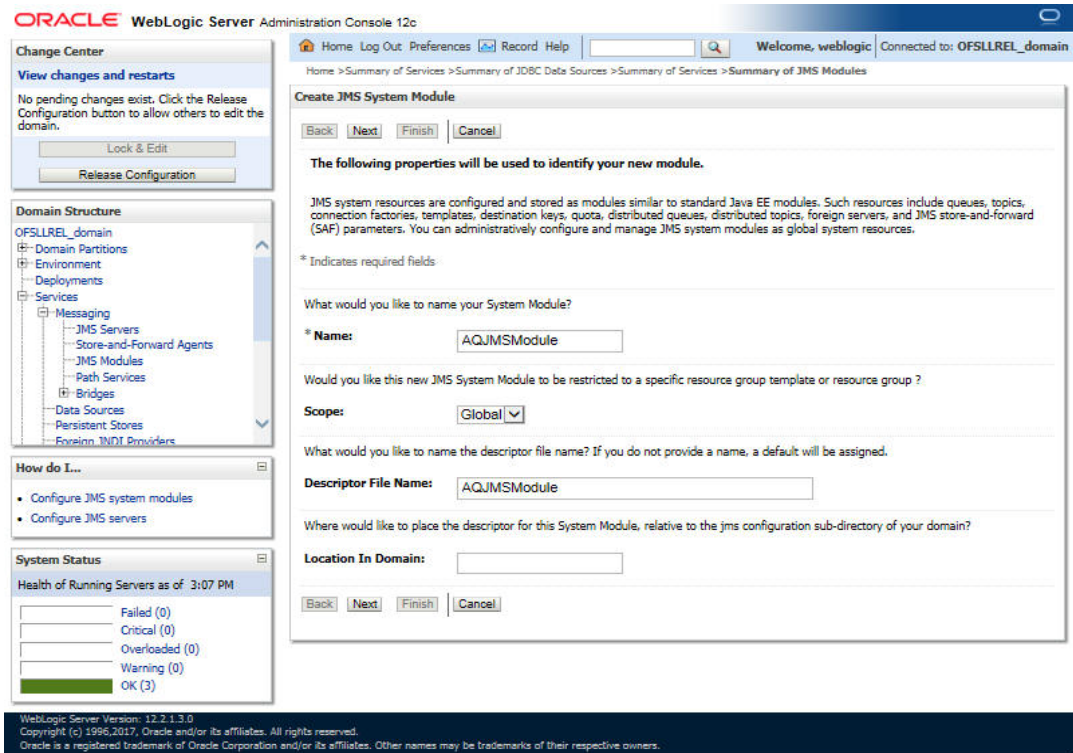 ORACLE WebLogic Server Administration Console 12c
Change Center
View changes and restarts
No pending changes exist. Click the Release
Configuration button to allow others to edit the
domain.
Lock & Edit
Release Configuration
Domain Structure
OFSLLREL_domain
Domain Partitions
Environment
Deployments
Services
Messaging
JMS Servers
Store-and-Forward Agents
JMS Modules
Path Services
Bridges
Data Sources
Persistent Stores
Foreign JNDI Providers
How do I...
Configure JMS system modules
Configure JMS servers
System Status
Health of Running Servers as of 3:07 PM
Failed (0)
Critical (0)
Overloaded (0)
Warning (0)
OK (3)
Home Log Out Preferences Record Help
Welcome, weblogic Connected to: OFSLLREL_domain
Home >Summary of Services >Summary of JDBC Data Sources >Summary of Services >Summary of JMS Modules
Create JMS System Module
Back Next Finish Cancel
The following properties will be used to identify your new module.
JMS system resources are configured and stored as modules similar to standard Java EE modules. Such resources include queues, topics,
connection factories, templates, destination keys, quota, distributed queues, distributed topics, foreign servers, and JMS store-and-forward
(SAF) parameters. You can administratively configure and manage JMS system modules as global system resources.
* Indicates required fields
What would you like to name your System Module?
* Name: AQJMSModule
Would you like this new JMS System Module to be restricted to a specific resource group template or resource group ?
Scope: Global
What would you like to name the descriptor file name? If you do not provide a name, a default will be assigned.
Descriptor File Name: AQJMSModule
Where would like to place the descriptor for this System Module, relative to the jms configuration sub-directory of your domain?
Location In Domain:
Back Next Finish Cancel
WebLogic Server Version: 12.2.1.3.0
Copyright (c) 1996,2017, Oracle and/or its affiliates. All rights reserved.
Oracle is a registered trademark of Oracle Corporation and/or its affiliates. Other names may be trademarks of their respective owners.